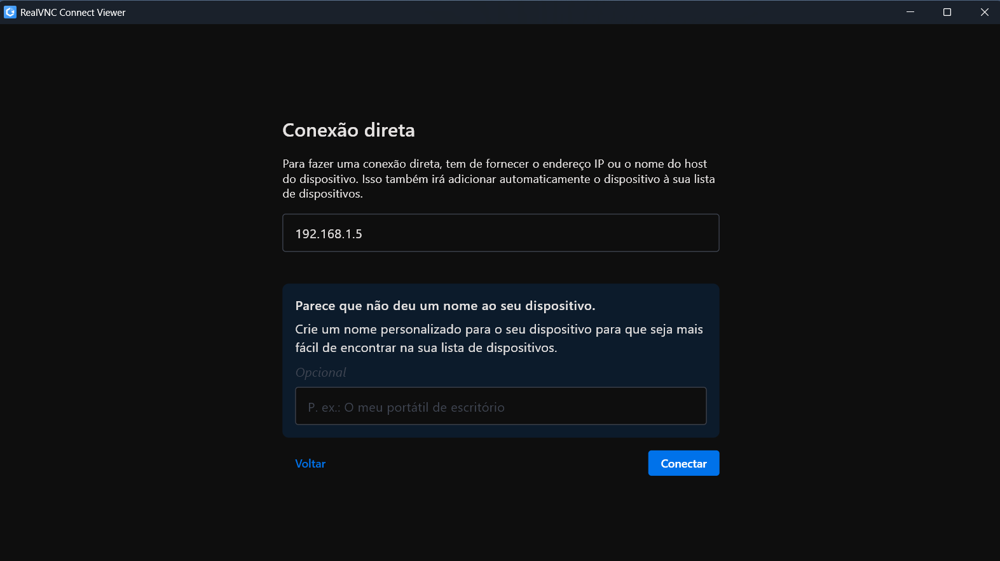 RealVNC Connect Viewer
Conexão direta
Para fazer uma conexão direta, tem de fornecer o endereço IP ou o nome do host
do dispositivo. Isso também irá adicionar automaticamente o dispositivo à sua lista
de dispositivos.
192.168.1.5
Parece que não deu um nome ao seu dispositivo.
Crie um nome personalizado para o seu dispositivo para que seja mais
fácil de encontrar na sua lista de dispositivos.
Opcional
P. ex.: O meu portátil de escritório
Voltar
Conectar